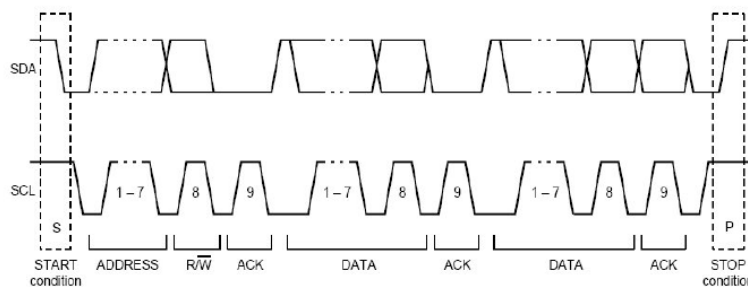 SDA
SCL
1 – 7 8 9 1 – 7 8 9 1 – 7 8 9
S P
START condition ADDRESS R/W̅ ACK DATA ACK DATA ACK STOP condition